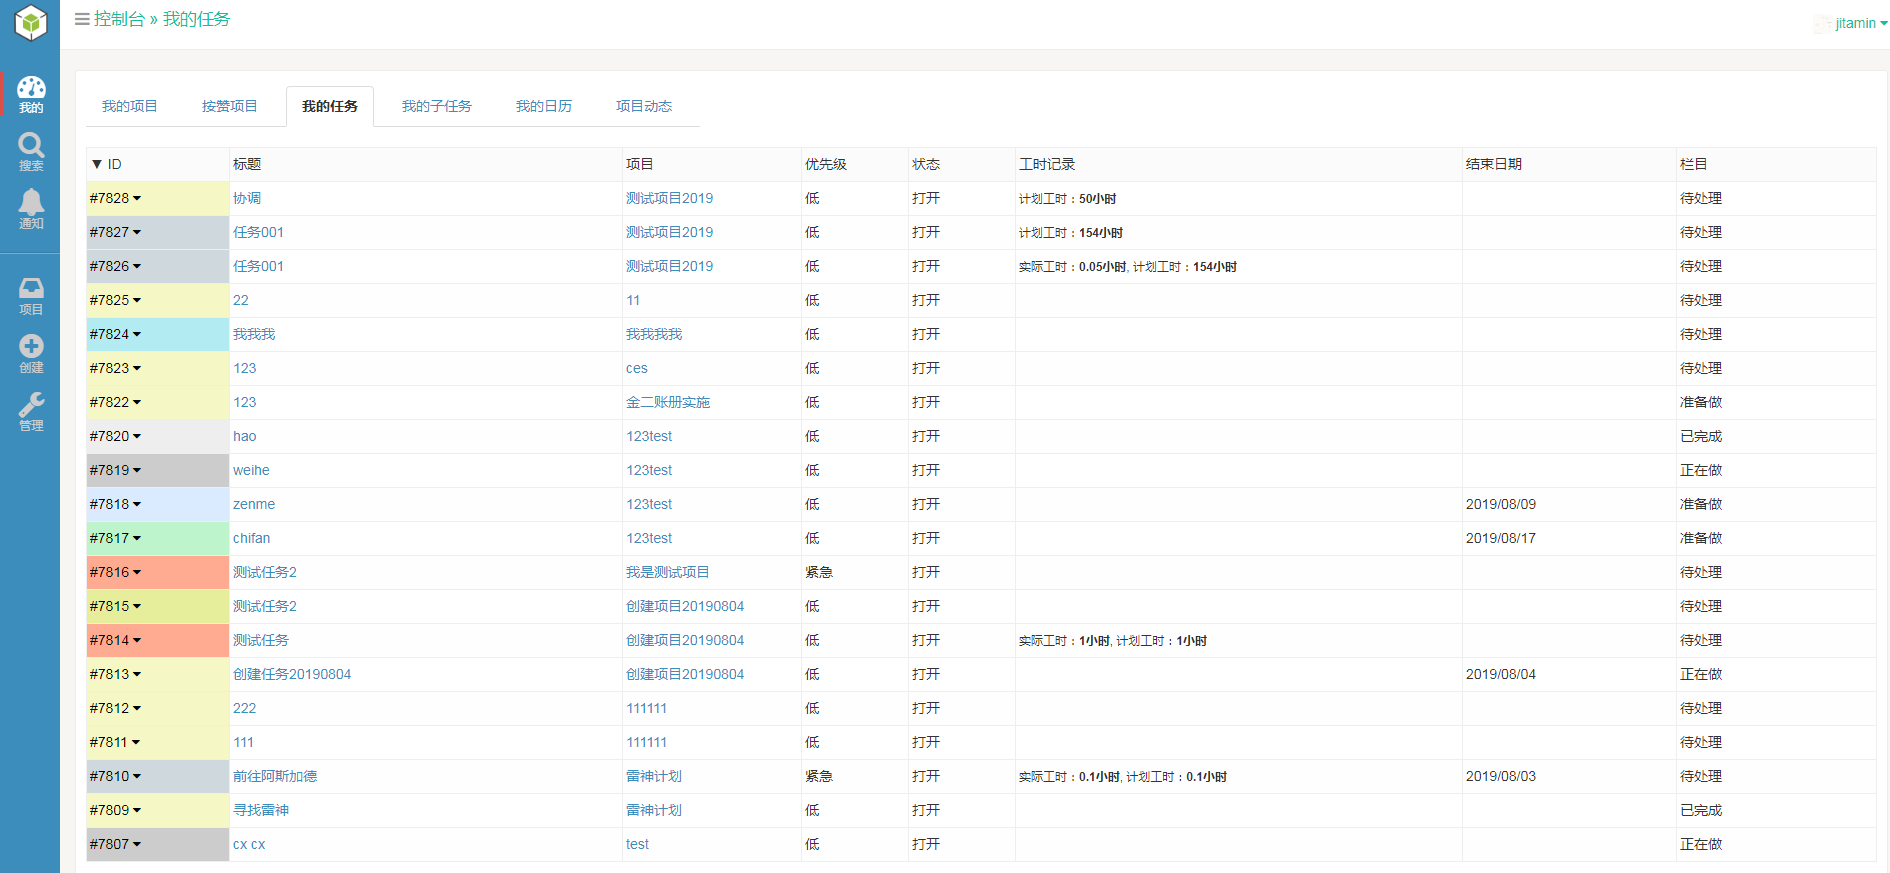 控制台 » 我的任务
jitamin
我的
搜索
通知
项目
创建
管理
我的项目 按赞项目 我的任务 我的子任务 我的日历 项目动态
▼ ID 标题 项目 优先级 状态 工时记录 结束日期 栏目
#7828 协调 测试项目2019 低 打开 计划工时：50小时 待处理
#7827 任务001 测试项目2019 低 打开 计划工时：154小时 待处理
#7826 任务001 测试项目2019 低 打开 实际工时：0.05小时, 计划工时：154小时 待处理
#7825 22 11 低 打开 待处理
#7824 我我我 我我我我 低 打开 待处理
#7823 123 ces 低 打开 待处理
#7822 123 金二账册实施 低 打开 准备做
#7820 hao 123test 低 打开 已完成
#7819 weihe 123test 低 打开 正在做
#7818 zenme 123test 低 打开 2019/08/09 准备做
#7817 chifan 123test 低 打开 2019/08/17 准备做
#7816 测试任务2 我是测试项目 紧急 打开 待处理
#7815 测试任务2 创建项目20190804 低 打开 待处理
#7814 测试任务 创建项目20190804 低 打开 实际工时：1小时, 计划工时：1小时 待处理
#7813 创建任务20190804 创建项目20190804 低 打开 2019/08/04 正在做
#7812 222 111111 低 打开 待处理
#7811 111 111111 低 打开 待处理
#7810 前往阿斯加德 雷神计划 紧急 打开 实际工时：0.1小时, 计划工时：0.1小时 2019/08/03 待处理
#7809 寻找雷神 雷神计划 低 打开 已完成
#7807 cx cx test 低 打开 正在做